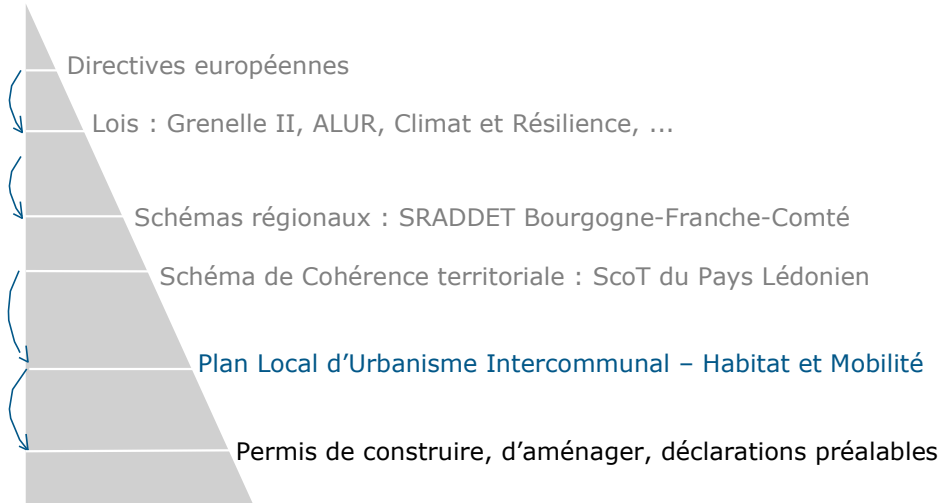 Directives européennes
Lois : Grenelle II, ALUR, Climat et Résilience, ...
Schémas régionaux : SRADDET Bourgogne-Franche-Comté
Schéma de Cohérence territoriale : ScoT du Pays Lédonien
Plan Local d’Urbanisme Intercommunal – Habitat et Mobilité
Permis de construire, d’aménager, déclarations préalables